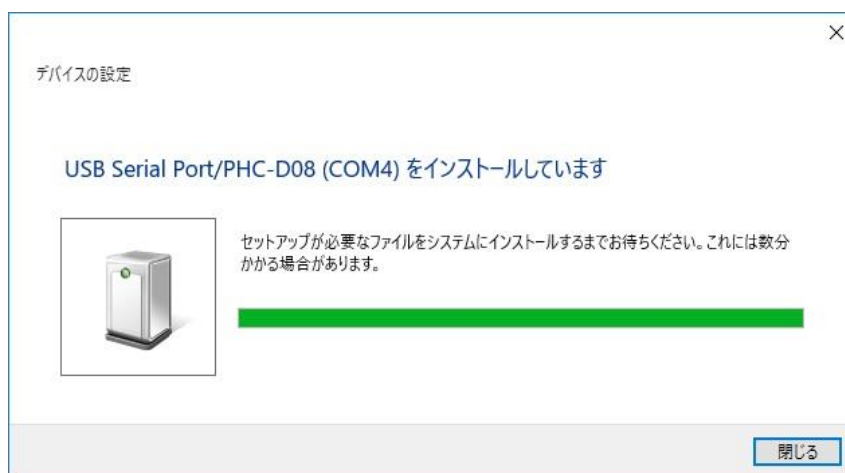 デバイスの設定
USB Serial Port/PHC-D08 (COM4) をインストールしています
セットアップが必要なファイルをシステムにインストールするまでお待ちください。これには数分
かかる場合があります。
閉じる